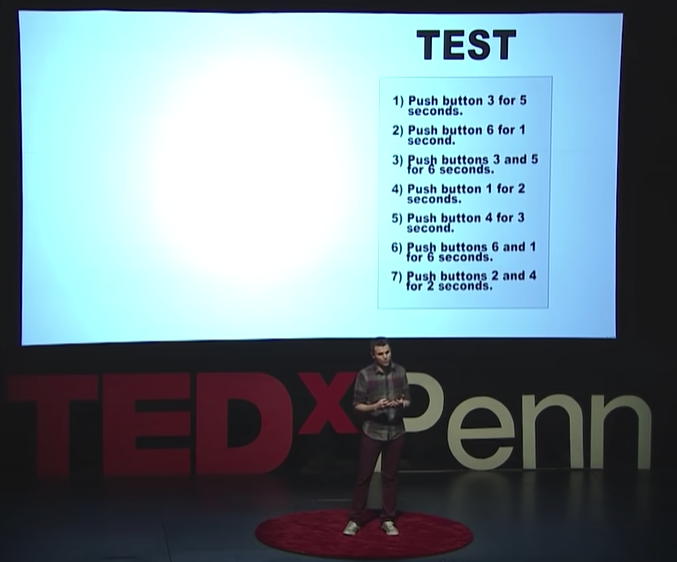 TEST
1) Push button 3 for 5
seconds.
2) Push button 6 for 1
second.
3) Push buttons 3 and 5
for 6 seconds.
4) Push button 1 for 2
seconds.
5) Push button 4 for 3
second.
6) Push buttons 6 and 1
for 6 seconds.
7) Push buttons 2 and 4
for 2 seconds.
TEDxPenn